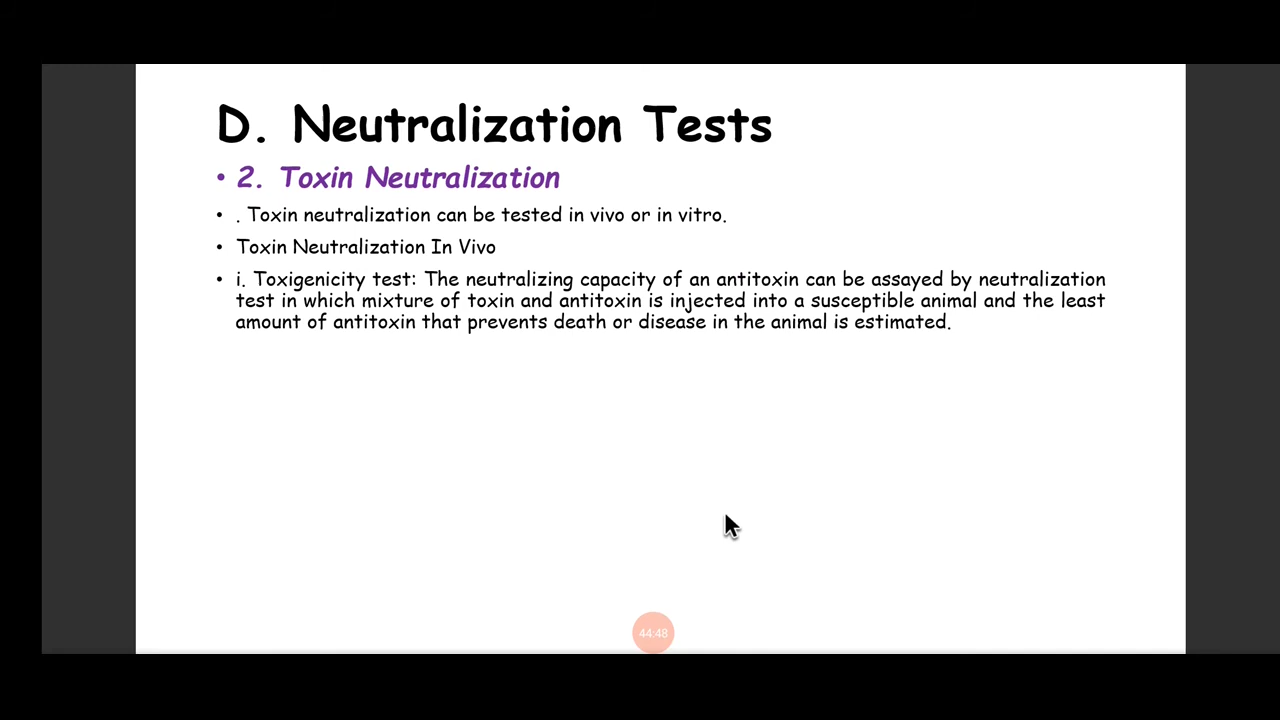 D. Neutralization Tests
• 2. Toxin Neutralization
• . Toxin neutralization can be tested in vivo or in vitro.
• Toxin Neutralization In Vivo
• i. Toxigenicity test: The neutralizing capacity of an antitoxin can be assayed by neutralization
test in which mixture of toxin and antitoxin is injected into a susceptible animal and the least
amount of antitoxin that prevents death or disease in the animal is estimated.
44:48